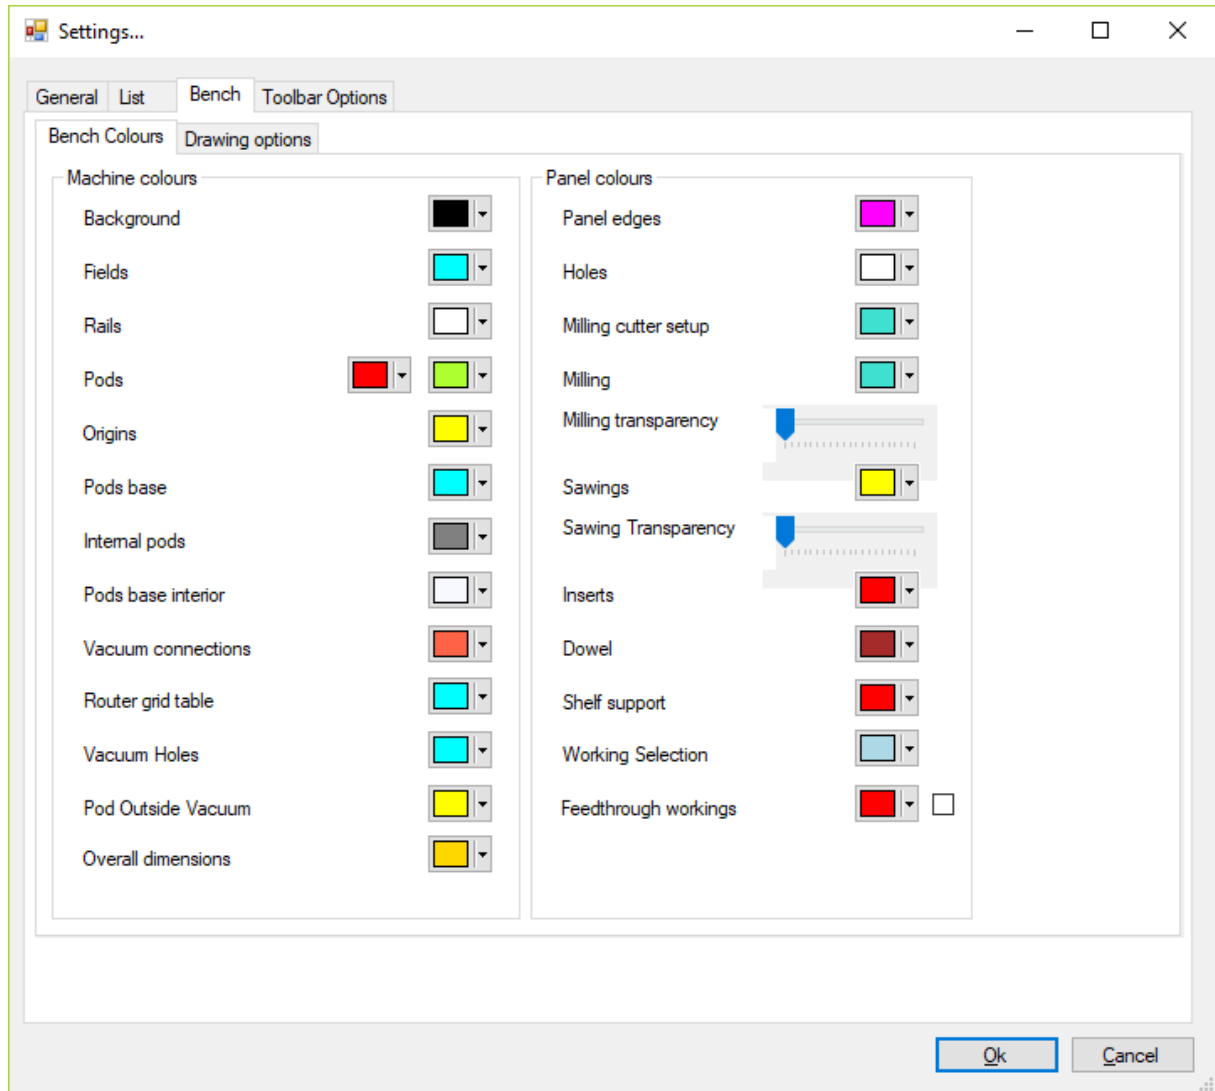 Settings...
General List Bench Toolbar Options
Bench Colours Drawing options
Machine colours
Background
Fields
Rails
Pods
Origins
Pods base
Internal pods
Pods base interior
Vacuum connections
Router grid table
Vacuum Holes
Pod Outside Vacuum
Overall dimensions
Panel colours
Panel edges
Holes
Milling cutter setup
Milling
Milling transparency
Sawings
Sawing Transparency
Inserts
Dowel
Shelf support
Working Selection
Feedthrough workings
Ok Cancel